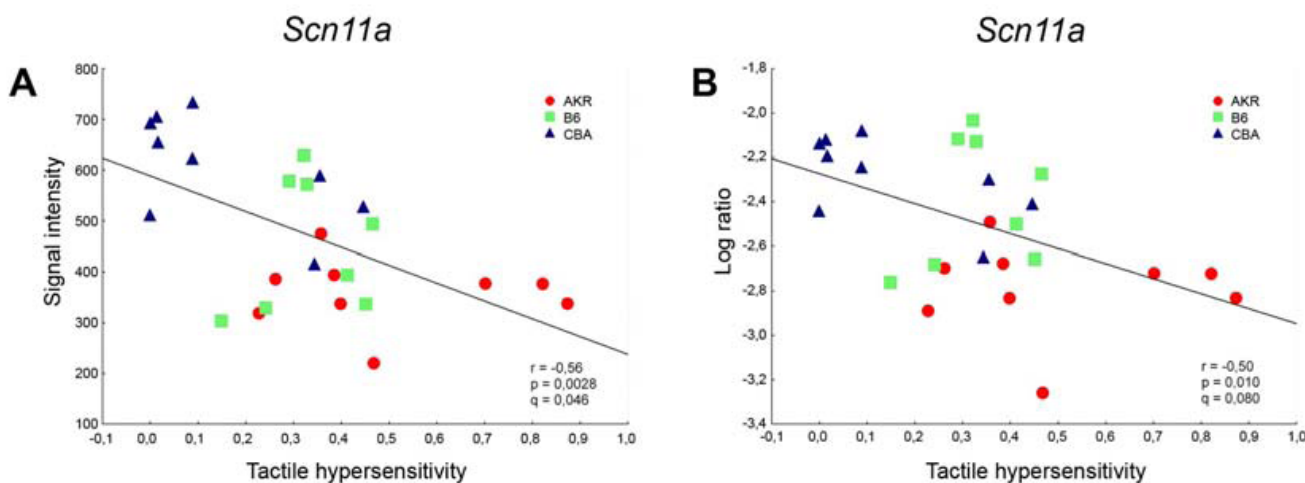 Scn11a
A
800
700
600
500
400
300
200
100
Signal intensity
AKR
B6
CBA
r = -0,56
p = 0,0028
q = 0,046
-0,1 0,0 0,1 0,2 0,3 0,4 0,5 0,6 0,7 0,8 0,9 1,0
Tactile hypersensitivity
Scn11a
B
-1,8
-2,0
-2,2
-2,4
-2,6
-2,8
-3,0
-3,2
-3,4
Log ratio
AKR
B6
CBA
r = -0,50
p = 0,010
q = 0,080
-0,1 0,0 0,1 0,2 0,3 0,4 0,5 0,6 0,7 0,8 0,9 1,0
Tactile hypersensitivity